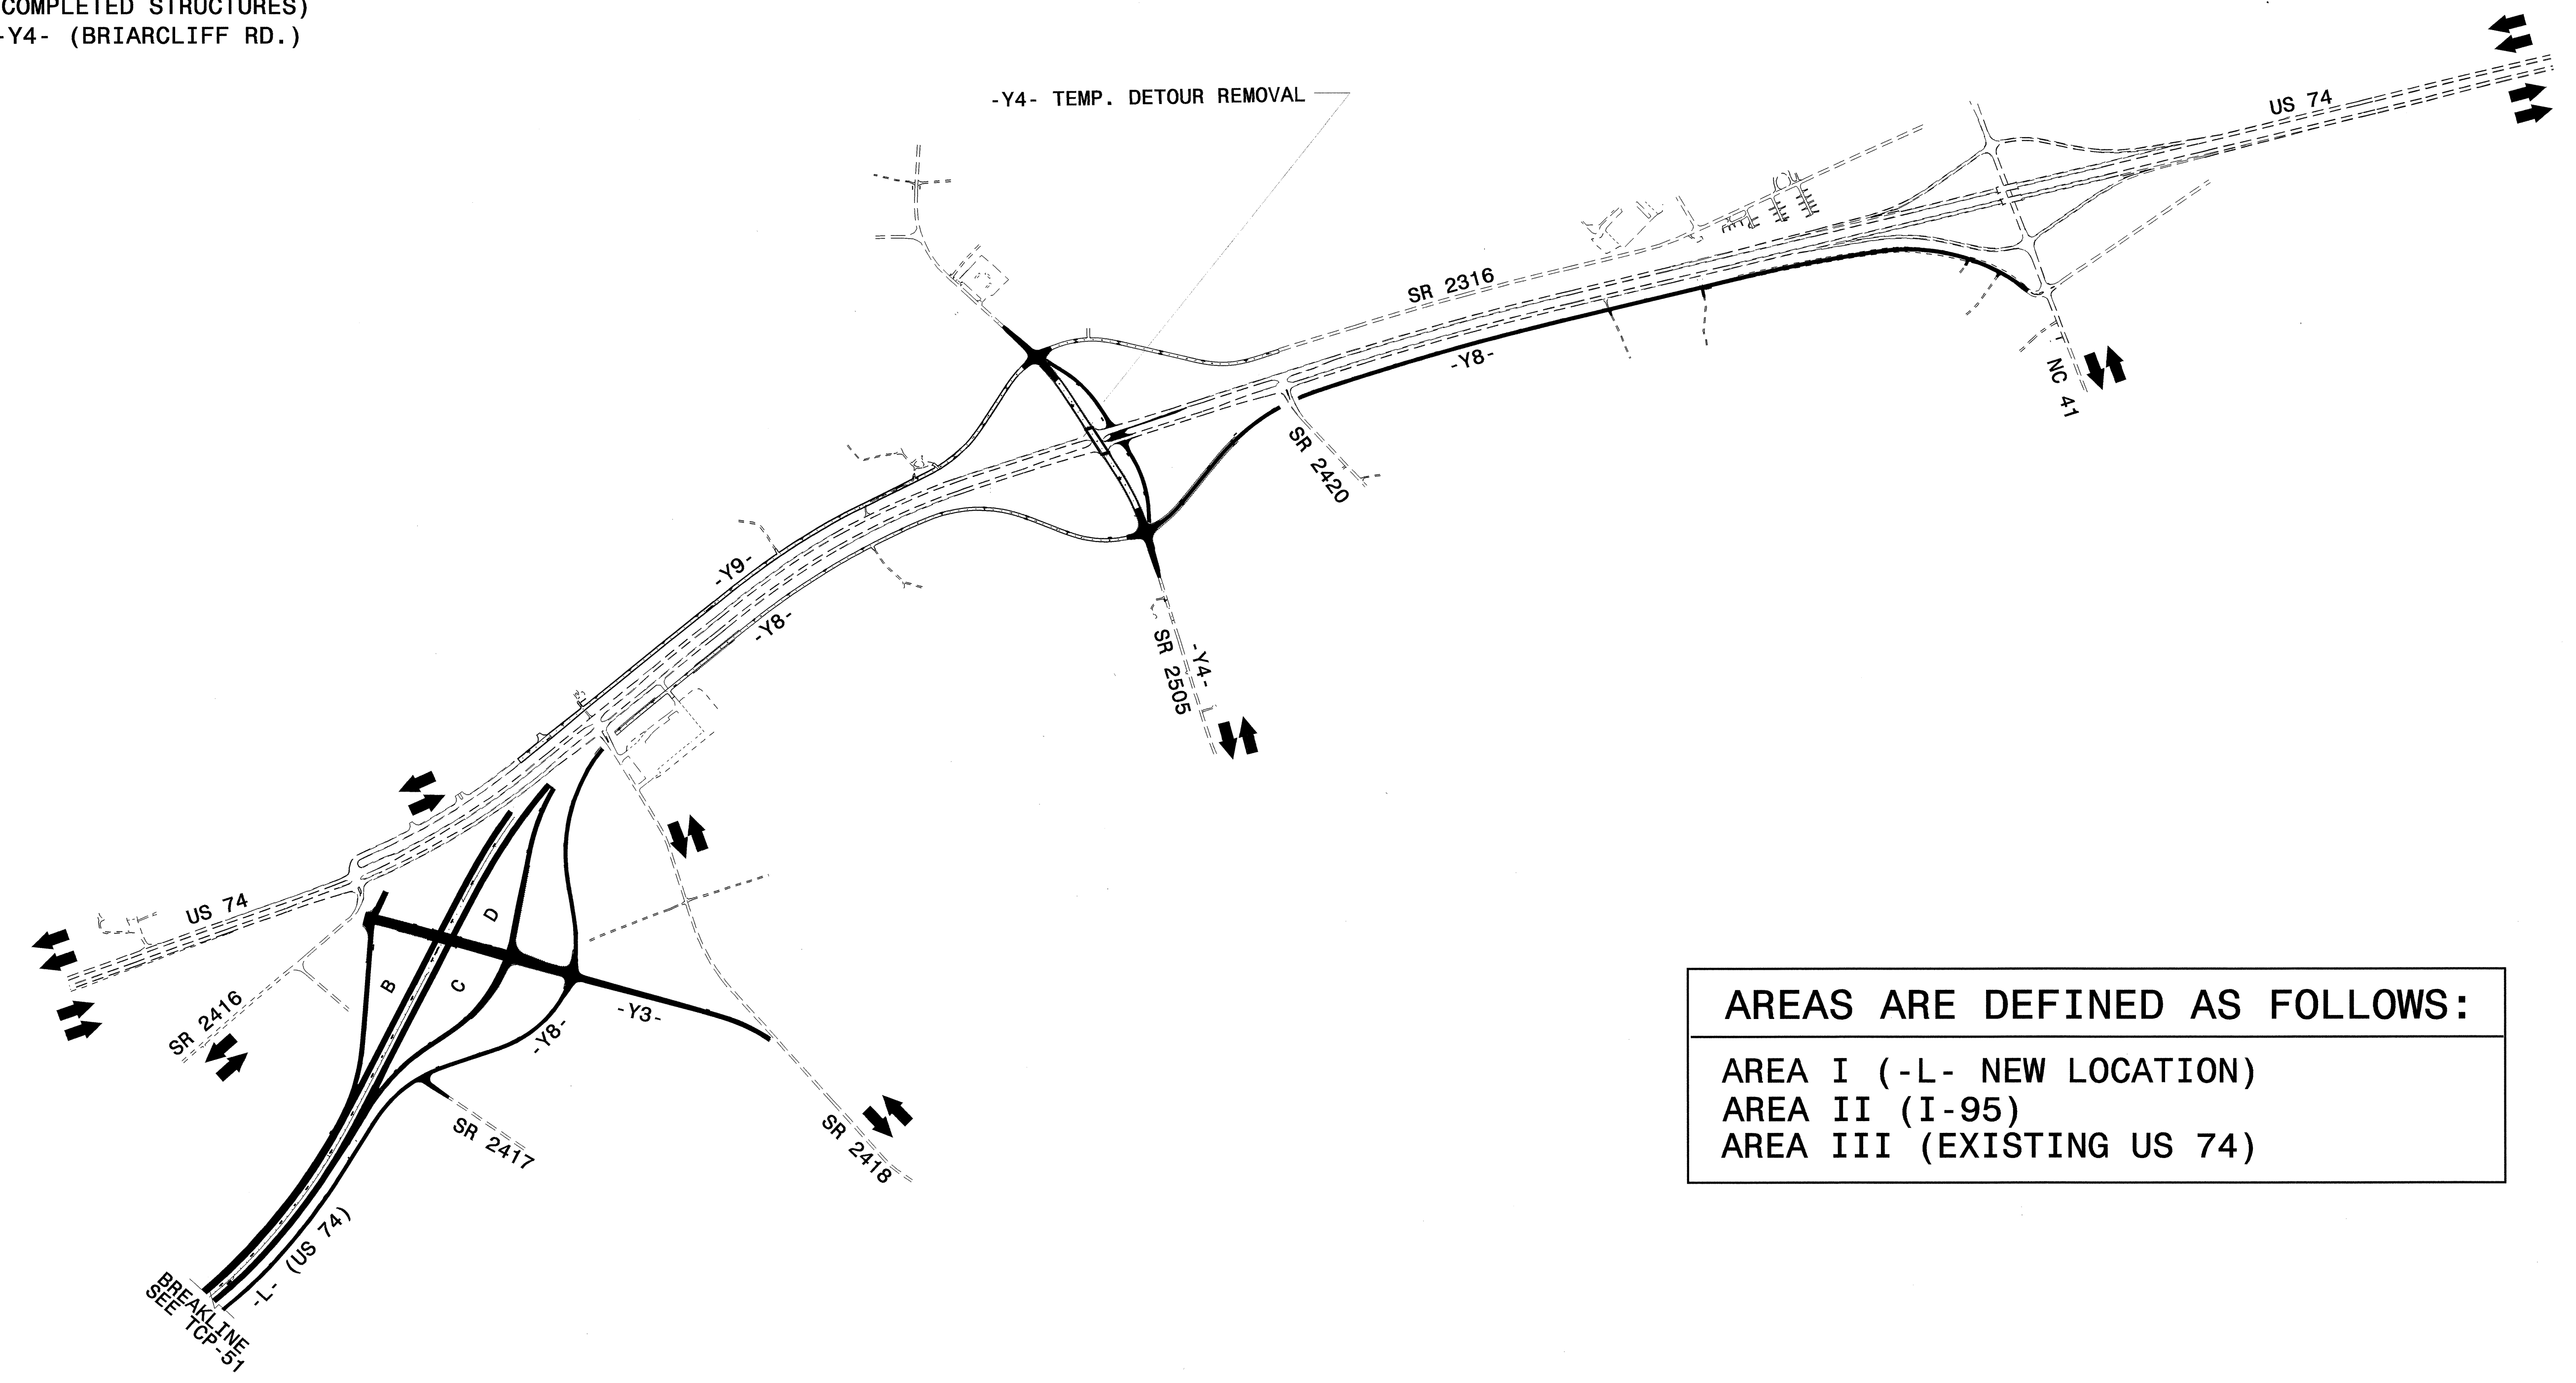 COMPLETED STRUCTURES)
-Y4- (BRIARCLIFF RD.)
-Y4- TEMP. DETOUR REMOVAL
US 74
SR 2316
-Y8-
NC 41
SR 2420
-Y9-
-Y8-
-Y4-
SR 2505
US 74
D
B
C
SR 2416
-Y3-
-Y8-
SR 2417
SR 2418
-L- (US 74)
BREAKLINE
SEE TCP-51
AREAS ARE DEFINED AS FOLLOWS:
AREA I (-L- NEW LOCATION)
AREA II (I-95)
AREA III (EXISTING US 74)